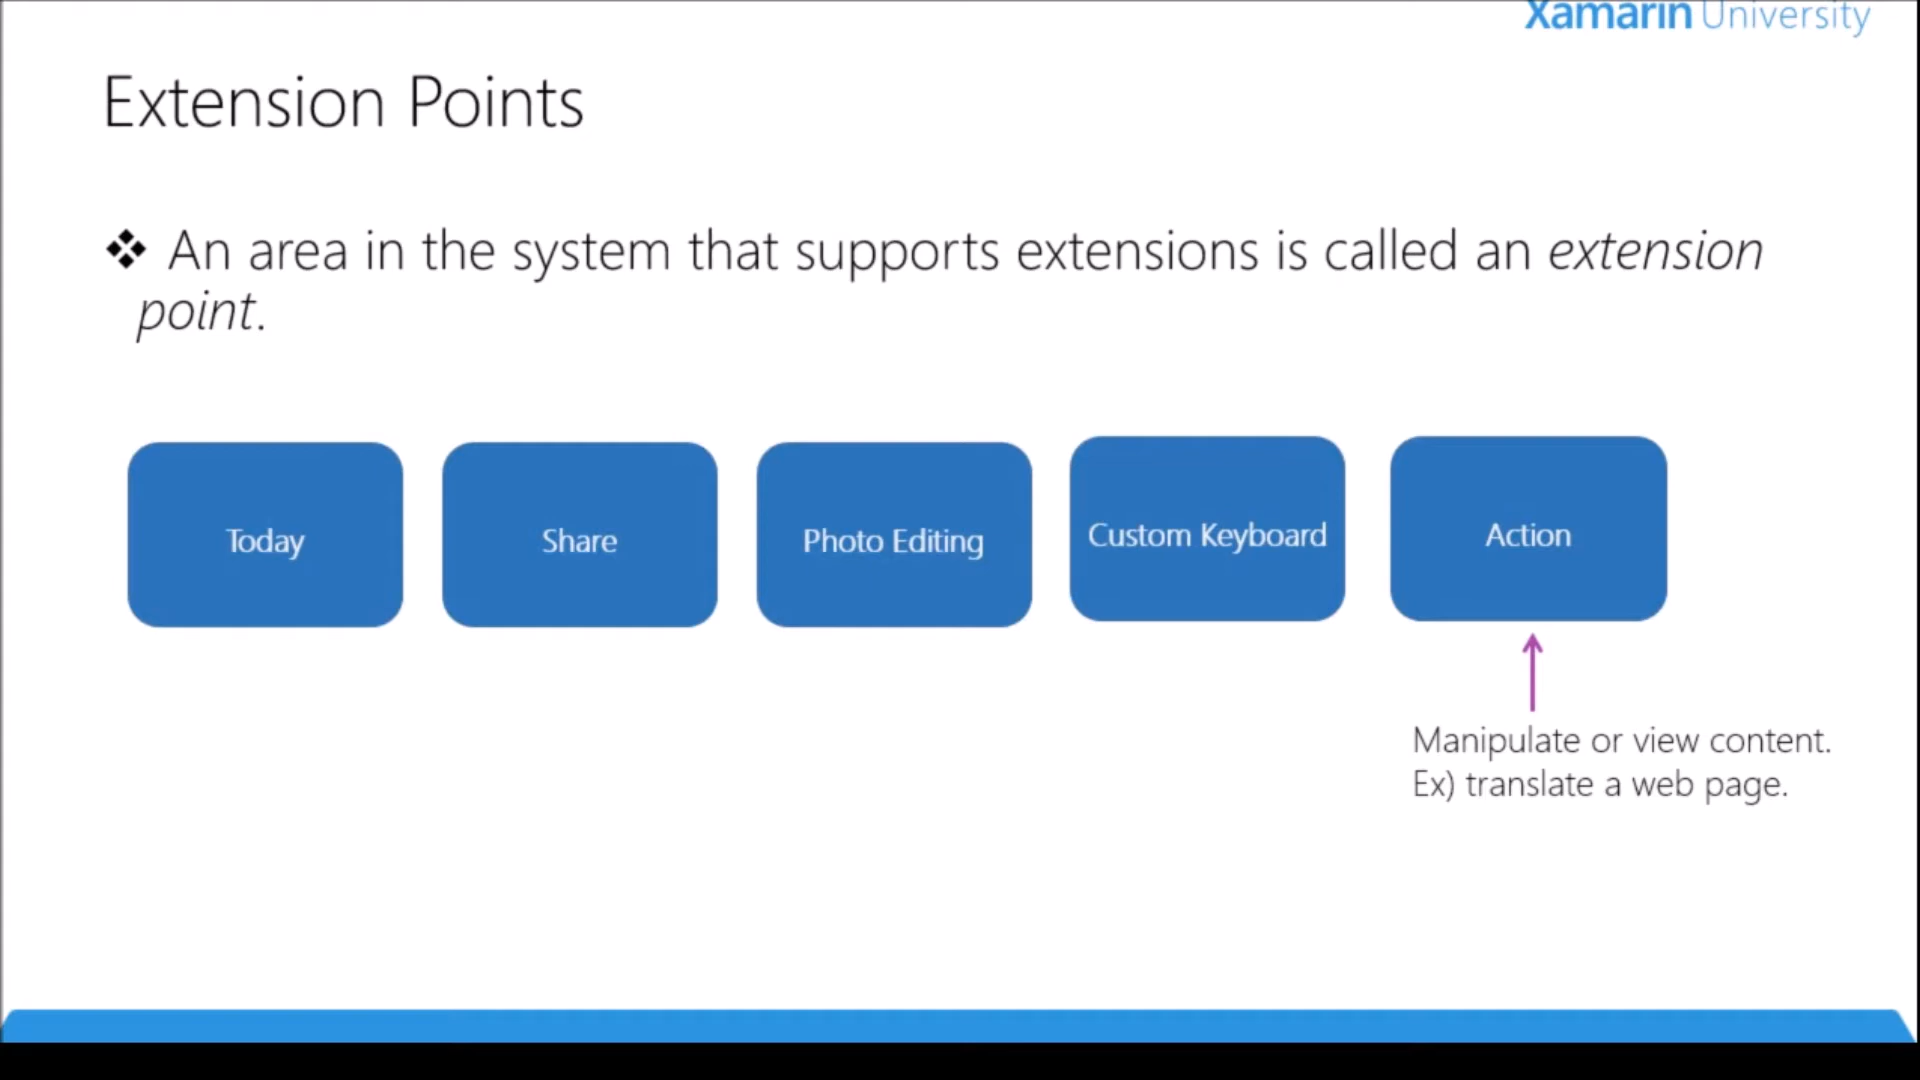 Xamarin University
Extension Points
❖ An area in the system that supports extensions is called an extension
point.
Today
Share
Photo Editing
Custom Keyboard
Action
Manipulate or view content.
Ex) translate a web page.